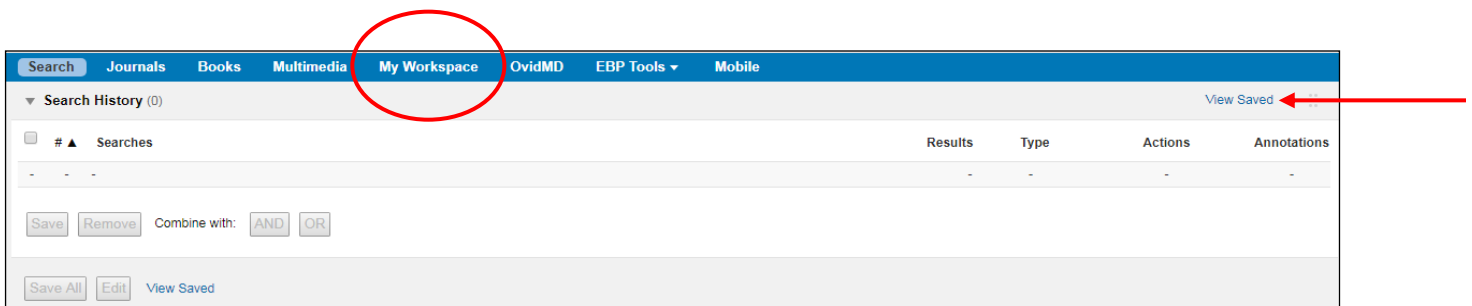 Search Journals Books Multimedia My Workspace OvidMD EBP Tools ▾ Mobile
▼ Search History (0) View Saved
# ▲ Searches Results Type Actions Annotations
- - - - - - -
Save Remove Combine with: AND OR
Save All Edit View Saved